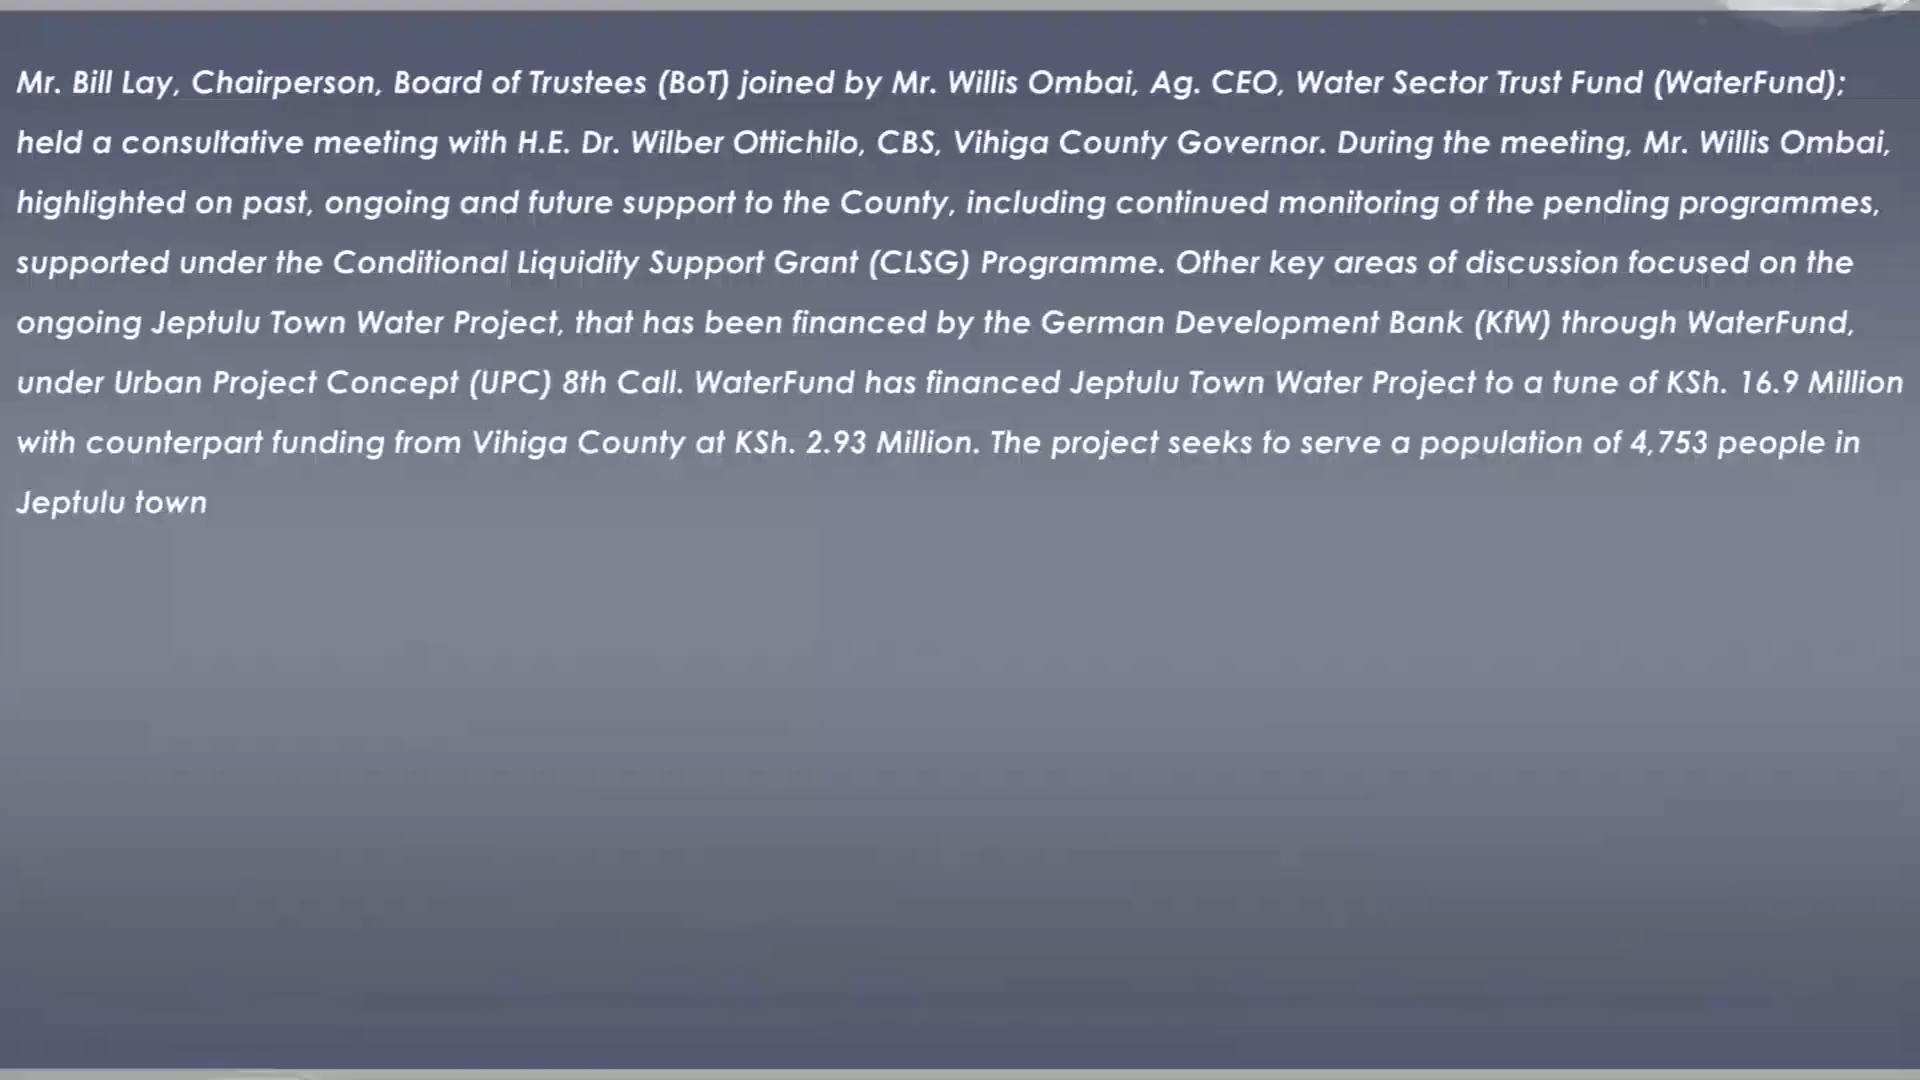 Mr. Bill Lay, Chairperson, Board of Trustees (BoT) joined by Mr. Willis Ombai, Ag. CEO, Water Sector Trust Fund (WaterFund);
held a consultative meeting with H.E. Dr. Wilber Ottichilo, CBS, Vihiga County Governor. During the meeting, Mr. Willis Ombai,
highlighted on past, ongoing and future support to the County, including continued monitoring of the pending programmes,
supported under the Conditional Liquidity Support Grant (CLSG) Programme. Other key areas of discussion focused on the
ongoing Jeptulu Town Water Project, that has been financed by the German Development Bank (KfW) through WaterFund,
under Urban Project Concept (UPC) 8th Call. WaterFund has financed Jeptulu Town Water Project to a tune of KSh. 16.9 Million
with counterpart funding from Vihiga County at KSh. 2.93 Million. The project seeks to serve a population of 4,753 people in
Jeptulu town